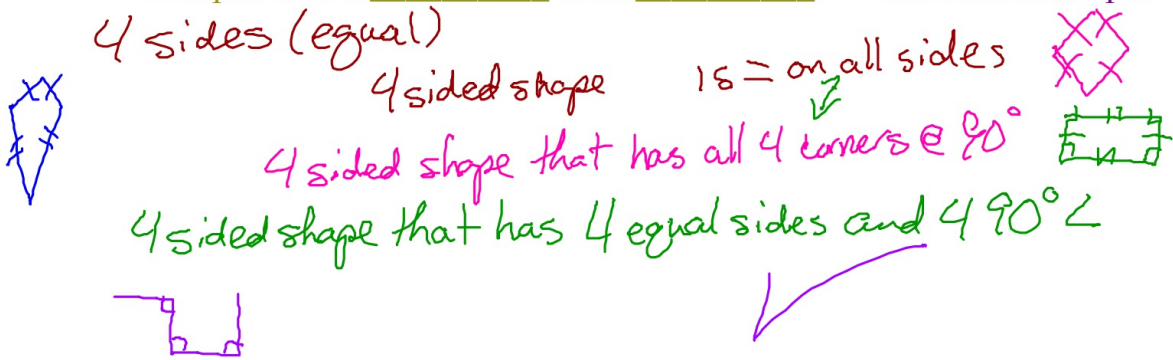 4 sides (equal)
4 sided shape is = on all sides
4 sided shape that has all 4 corners @ 90°
4 sided shape that has 4 equal sides and 4 90° ∠